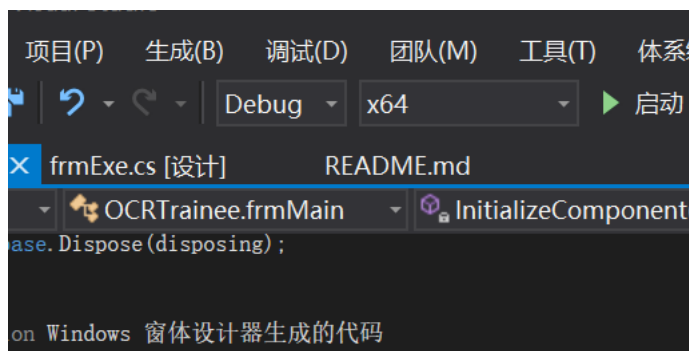 项目(P) 生成(B) 调试(D) 团队(M) 工具(T) 体系
Debug x64 启动
frmExe.cs [设计] README.md
OCRTrainee.frmMain InitializeComponent
base.Dispose(disposing);
on Windows 窗体设计器生成的代码